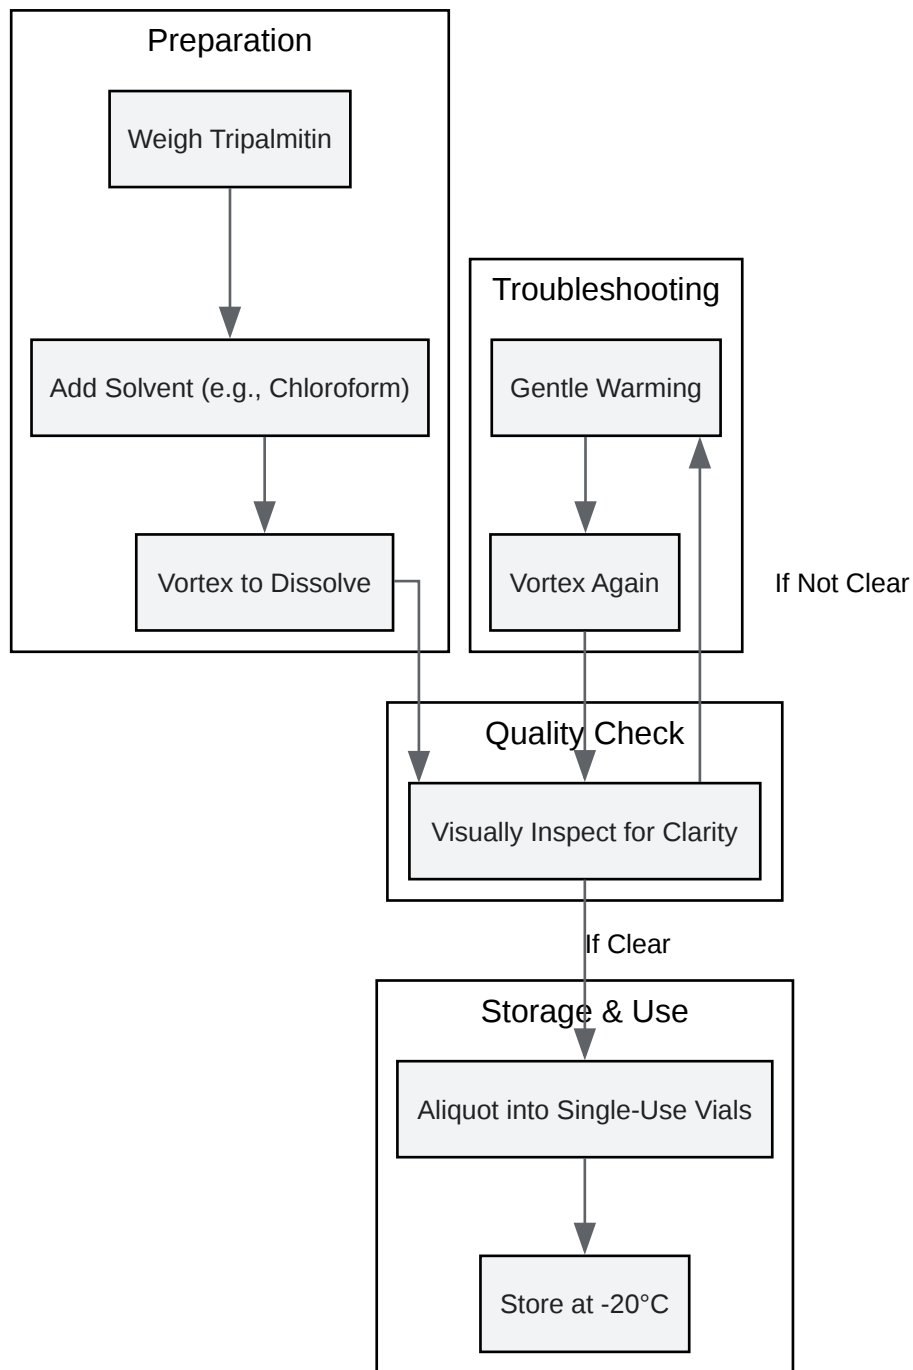 Preparation
Weigh Tripalmitin
Add Solvent (e.g., Chloroform)
Vortex to Dissolve
Troubleshooting
Gentle Warming
Vortex Again
If Not Clear
Quality Check
Visually Inspect for Clarity
If Clear
Storage & Use
Aliquot into Single-Use Vials
Store at -20°C